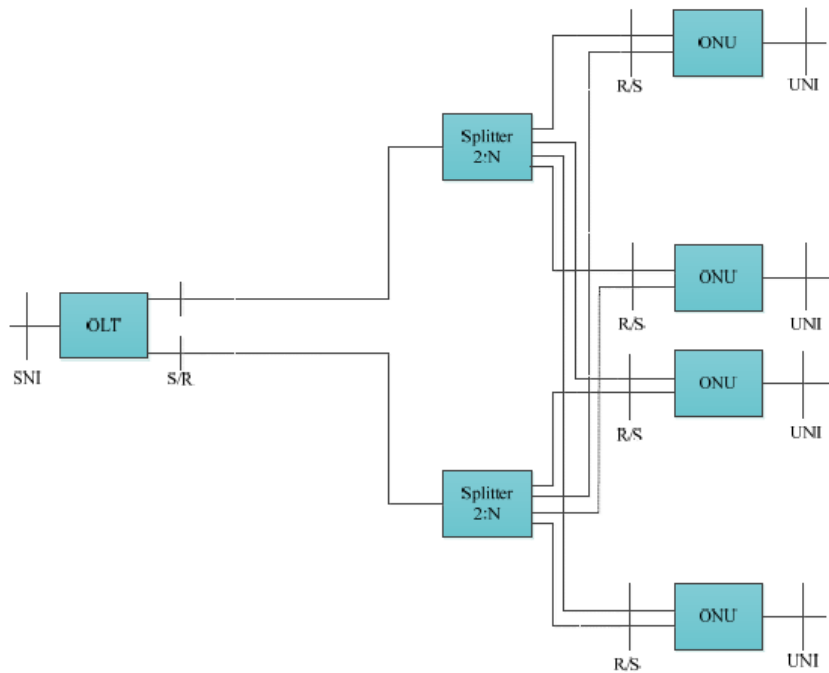 ONU
R/S
UNI
Splitter
2:N
ONU
R/S
UNI
OLT
SNI
S/R
ONU
R/S
UNI
Splitter
2:N
ONU
R/S
UNI